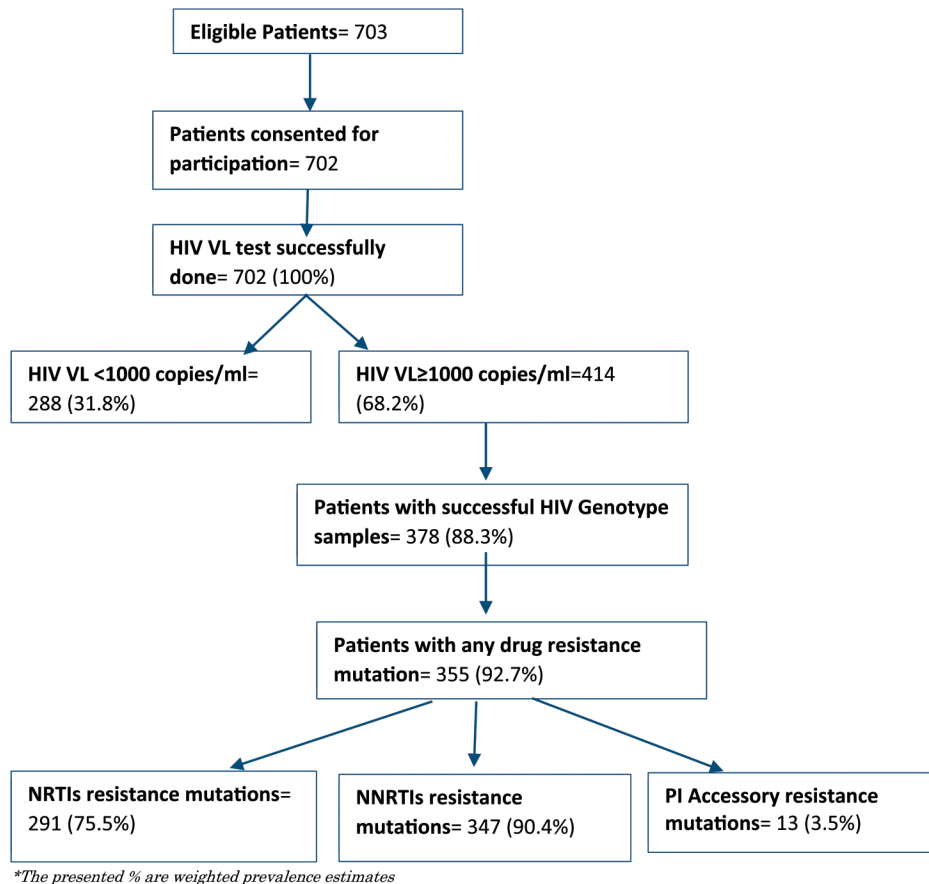 Eligible Patients= 703
Patients consented for
participation= 702
HIV VL test successfully
done= 702 (100%)
HIV VL <1000 copies/ml=
288 (31.8%)
HIV VL≥1000 copies/ml=414
(68.2%)
Patients with successful HIV Genotype
samples= 378 (88.3%)
Patients with any drug resistance
mutation= 355 (92.7%)
NRTIs resistance mutations=
291 (75.5%)
NNRTIs resistance
mutations= 347 (90.4%)
PI Accessory resistance
mutations= 13 (3.5%)
*The presented % are weighted prevalence estimates